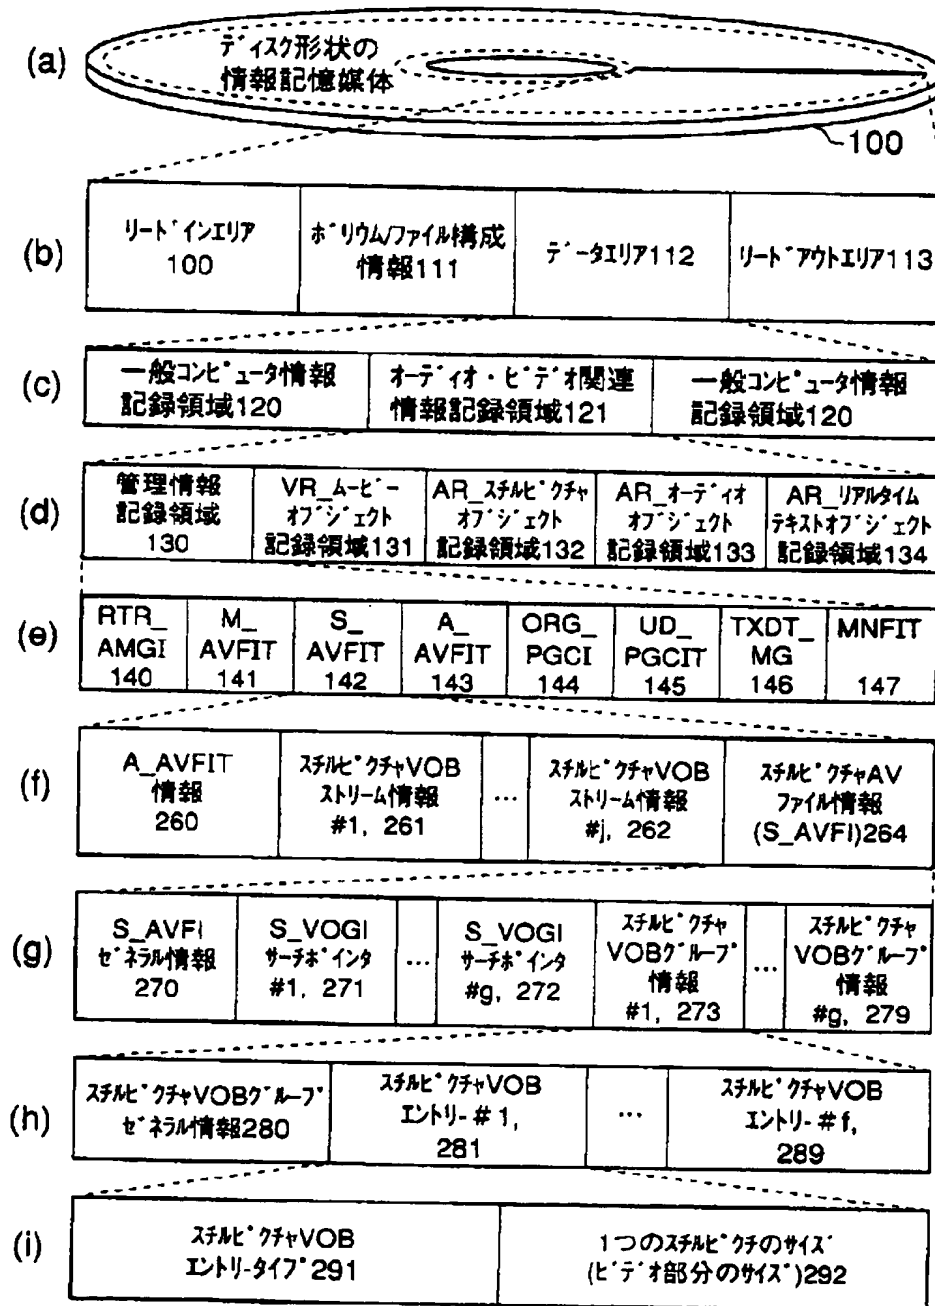 (a)
ディスク形状の
情報記憶媒体
100
(b)
リードインエリア
100
ボリウム/ファイル構成
情報111
データエリア112
リードアウトエリア113
(c)
一般コンピュータ情報
記録領域120
オーディオ・ビデオ関連
情報記録領域121
一般コンピュータ情報
記録領域120
(d)
管理情報
記録領域
130
VR_ムービー
オブジェクト
記録領域131
AR_スチルピクチャ
オブジェクト
記録領域132
AR_オーディオ
オブジェクト
記録領域133
AR_リアルタイム
テキストオブジェクト
記録領域134
(e)
RTR_
AMGI
140
M_
AVFIT
141
S_
AVFIT
142
A_
AVFIT
143
ORG_
PGCI
144
UD_
PGCIT
145
TXDT_
MG
146
MNFIT
147
(f)
A_AVFIT
情報
260
スチルピクチャVOB
ストリーム情報
#1, 261
...
スチルピクチャVOB
ストリーム情報
#j, 262
スチルピクチャAV
ファイル情報
(S_AVFI)264
(g)
S_AVFI
ゼネラル情報
270
S_VOGI
サーチポインタ
#1, 271
...
S_VOGI
サーチポインタ
#g, 272
スチルピクチャ
VOBグループ
情報
#1, 273
...
スチルピクチャ
VOBグループ
情報
#g, 279
(h)
スチルピクチャVOBグループ
ゼネラル情報280
スチルピクチャVOB
エントリ-#1,
281
...
スチルピクチャVOB
エントリ-#f,
289
(i)
スチルピクチャVOB
エントリ-タイプ291
1つのスチルピクチのサイズ
(ビデオ部分のサイズ)292